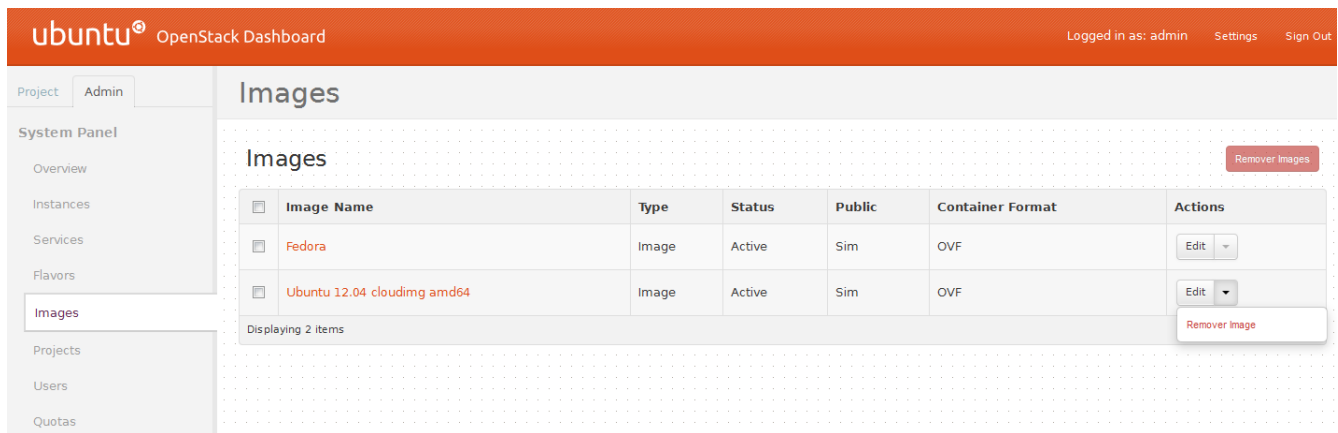 ubuntu® OpenStack Dashboard
Logged in as: admin Settings Sign Out
Project Admin
System Panel
Overview
Instances
Services
Flavors
Images
Projects
Users
Quotas
Images
Images
Remover Images
Image Name Type Status Public Container Format Actions
Fedora Image Active Sim OVF Edit
Ubuntu 12.04 cloudimg amd64 Image Active Sim OVF Edit
Remover Image
Displaying 2 items